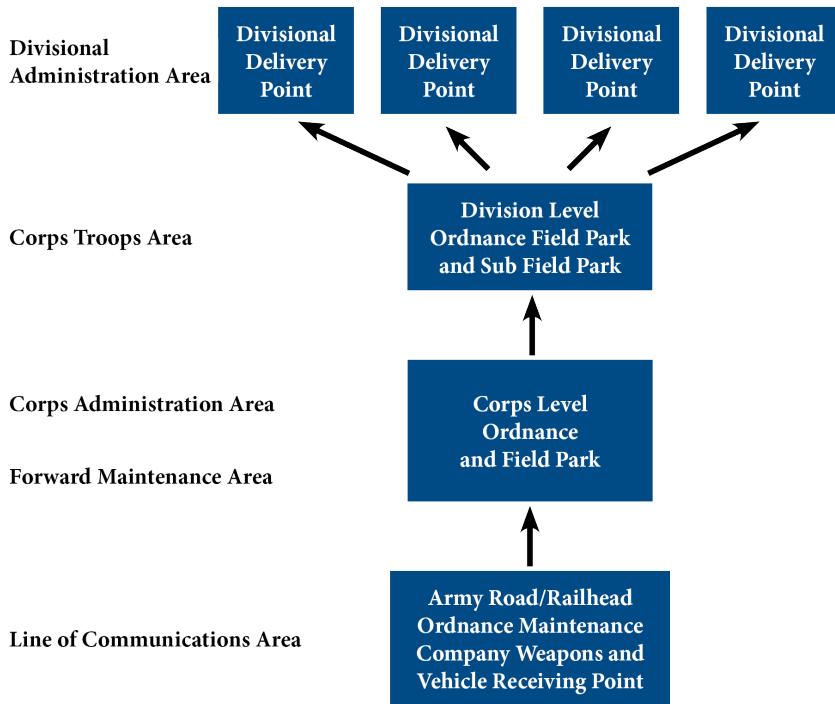 Divisional
Administration Area
Divisional
Delivery
Point
Divisional
Delivery
Point
Divisional
Delivery
Point
Divisional
Delivery
Point
Corps Troops Area
Division Level
Ordnance Field Park
and Sub Field Park
Corps Administration Area
Forward Maintenance Area
Corps Level
Ordnance
and Field Park
Line of Communications Area
Army Road/Railhead
Ordnance Maintenance
Company Weapons and
Vehicle Receiving Point